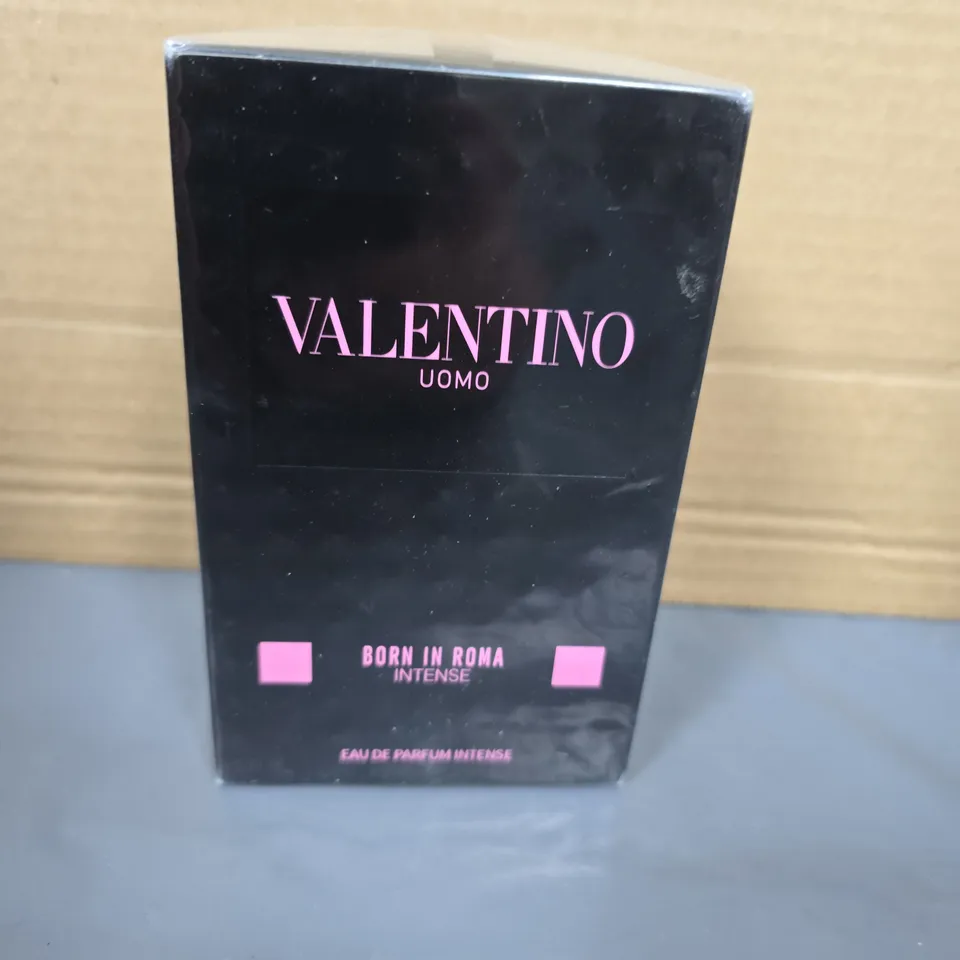 VALENTINO
UOMO
BORN IN ROMA
INTENSE
EAU DE PARFUM INTENSE